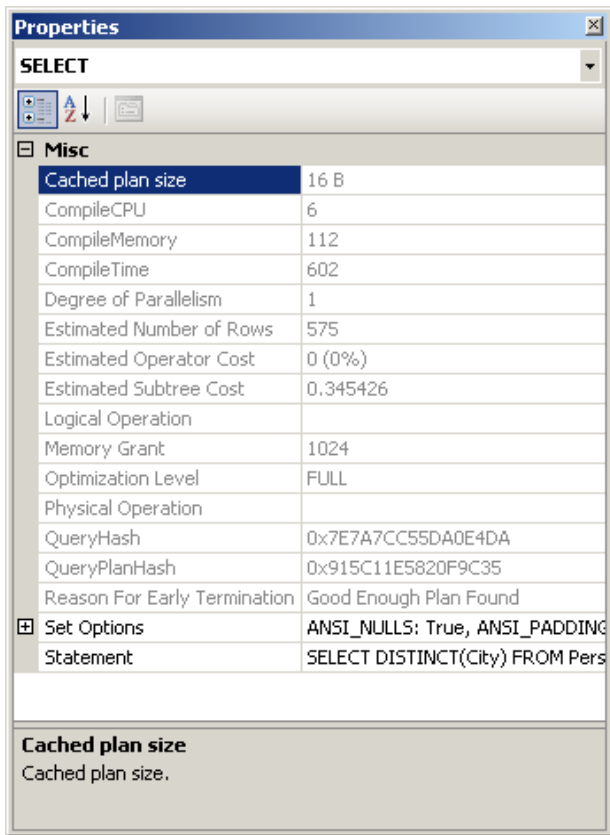 Properties
SELECT
Misc
Cached plan size 16 B
CompileCPU 6
CompileMemory 112
CompileTime 602
Degree of Parallelism 1
Estimated Number of Rows 575
Estimated Operator Cost 0 (0%)
Estimated Subtree Cost 0.345426
Logical Operation
Memory Grant 1024
Optimization Level FULL
Physical Operation
QueryHash 0x7E7A7CC55DA0E4DA
QueryPlanHash 0x915C11E5820F9C35
Reason For Early Termination Good Enough Plan Found
Set Options ANSI_NULLS: True, ANSI_PADDING
Statement SELECT DISTINCT(City) FROM Pers
Cached plan size
Cached plan size.